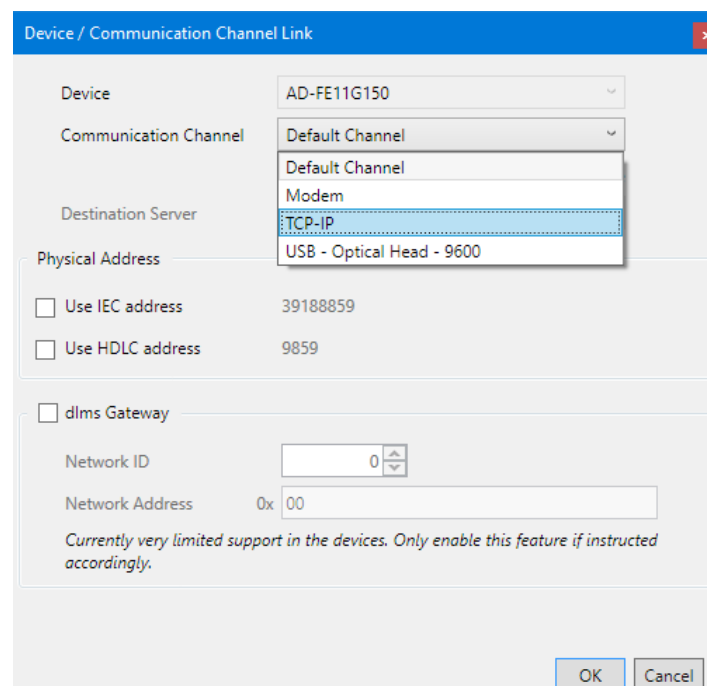 Device / Communication Channel Link
Device AD-FE11G150
Communication Channel Default Channel
Default Channel
Modem
Destination Server TCP-IP
USB - Optical Head - 9600
Physical Address
Use IEC address 39188859
Use HDLC address 9859
dlms Gateway
Network ID 0
Network Address 0x 00
Currently very limited support in the devices. Only enable this feature if instructed
accordingly.
OK Cancel